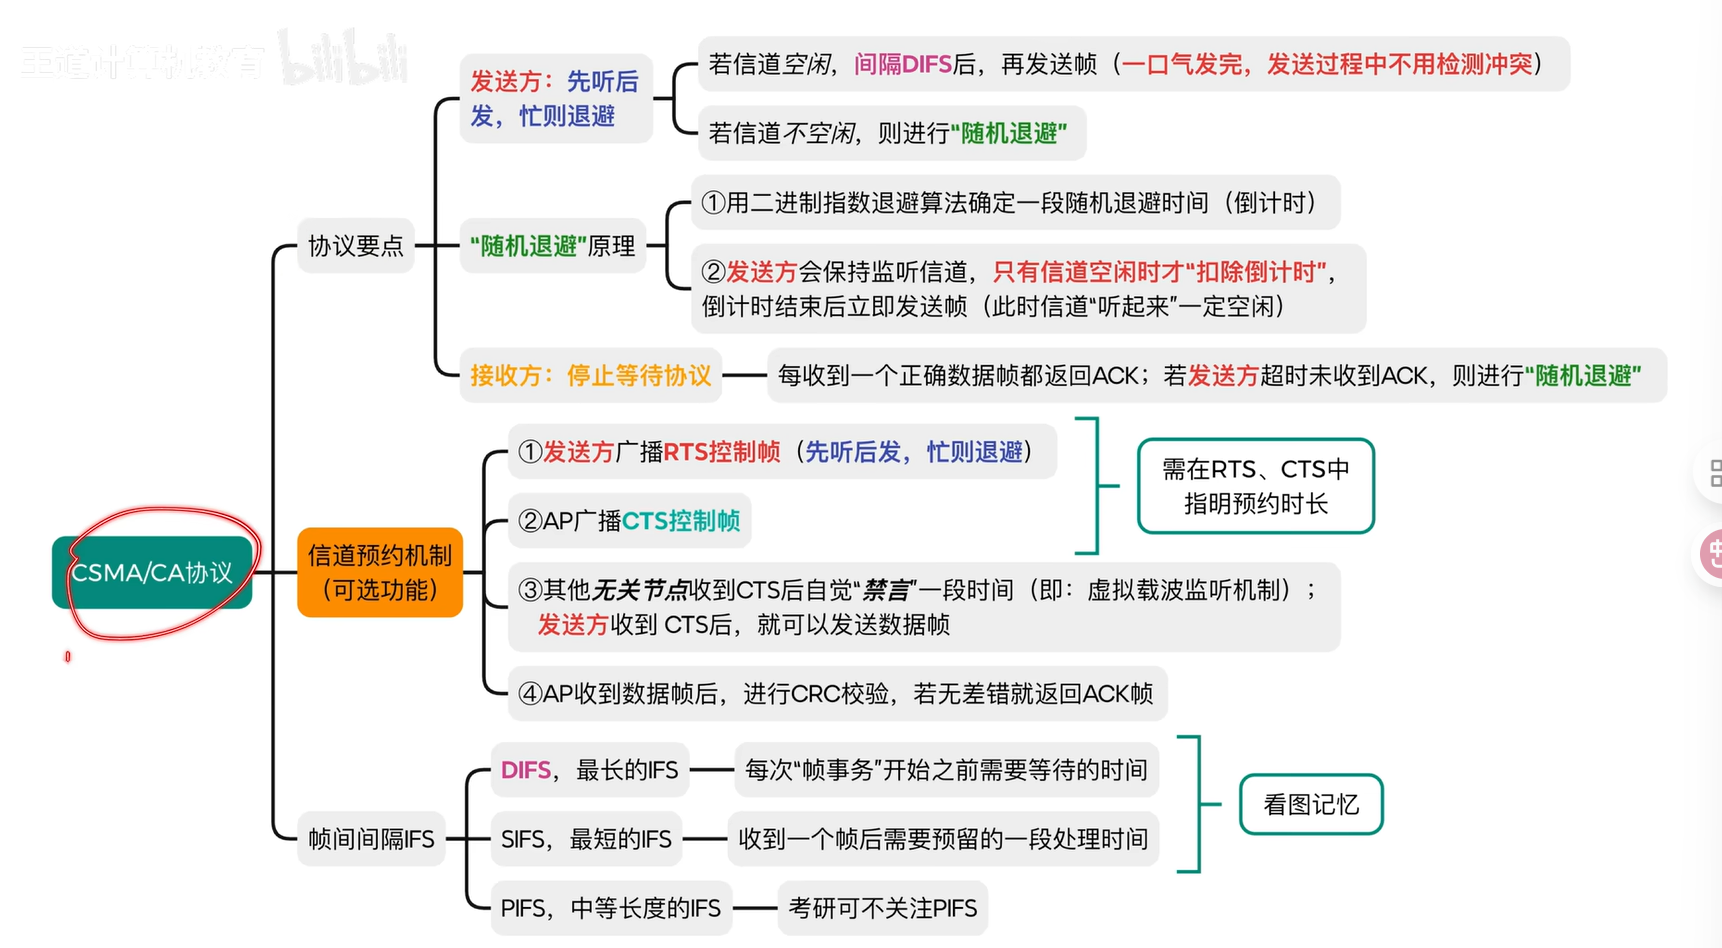 王道计算机教育 bilibili
CSMA/CA协议
协议要点
发送方：先听后
发，忙则退避
若信道空闲，间隔DIFS后，再发送帧（一口气发完，发送过程中不用检测冲突）
若信道不空闲，则进行“随机退避”
“随机退避”原理
①用二进制指数退避算法确定一段随机退避时间（倒计时）
②发送方会保持监听信道，只有信道空闲时才“扣除倒计时”，
倒计时结束后立即发送帧（此时信道“听起来”一定空闲）
接收方：停止等待协议
每收到一个正确数据帧都返回ACK；若发送方超时未收到ACK，则进行“随机退避”
信道预约机制
（可选功能）
①发送方广播RTS控制帧（先听后发，忙则退避）
②AP广播CTS控制帧
需在RTS、CTS中
指明预约时长
③其他无关节点收到CTS后自觉“禁言”一段时间（即：虚拟载波监听机制）；
发送方收到 CTS后，就可以发送数据帧
④AP收到数据帧后，进行CRC校验，若无差错就返回ACK帧
帧间间隔IFS
DIFS，最长的IFS
每次“帧事务”开始之前需要等待的时间
SIFS，最短的IFS
收到一个帧后需要预留的一段处理时间
看图记忆
PIFS，中等长度的IFS
考研可不关注PIFS